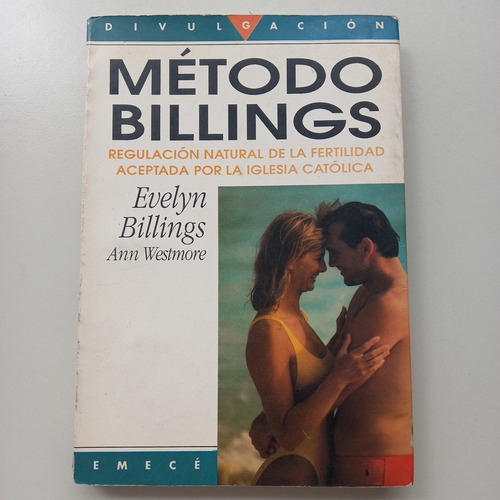 DIVULGACIÓN
MÉTODO
BILLINGS
REGULACIÓN NATURAL DE LA FERTILIDAD
ACEPTADA POR LA IGLESIA CATÓLICA
Evelyn
Billings
Ann Westmore
EMECÉ